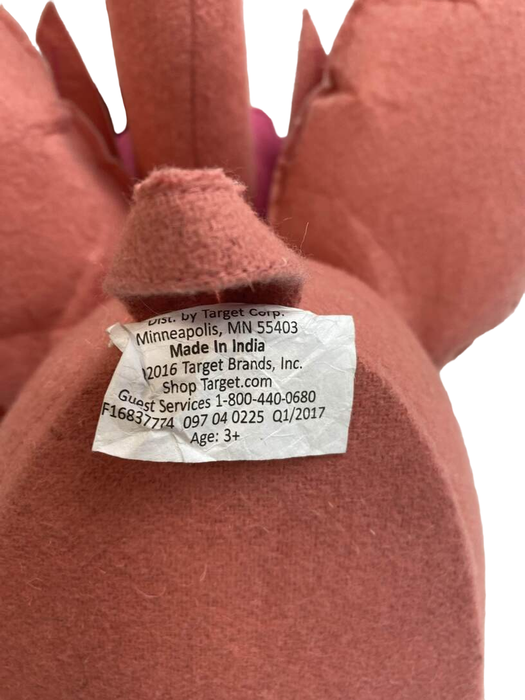 Dist. by Target Corp.
Minneapolis, MN 55403
Made In India
2016 Target Brands, Inc.
Shop Target.com
Guest Services 1-800-440-0680
F16837774 097 04 0225 Q1/2017
Age: 3+